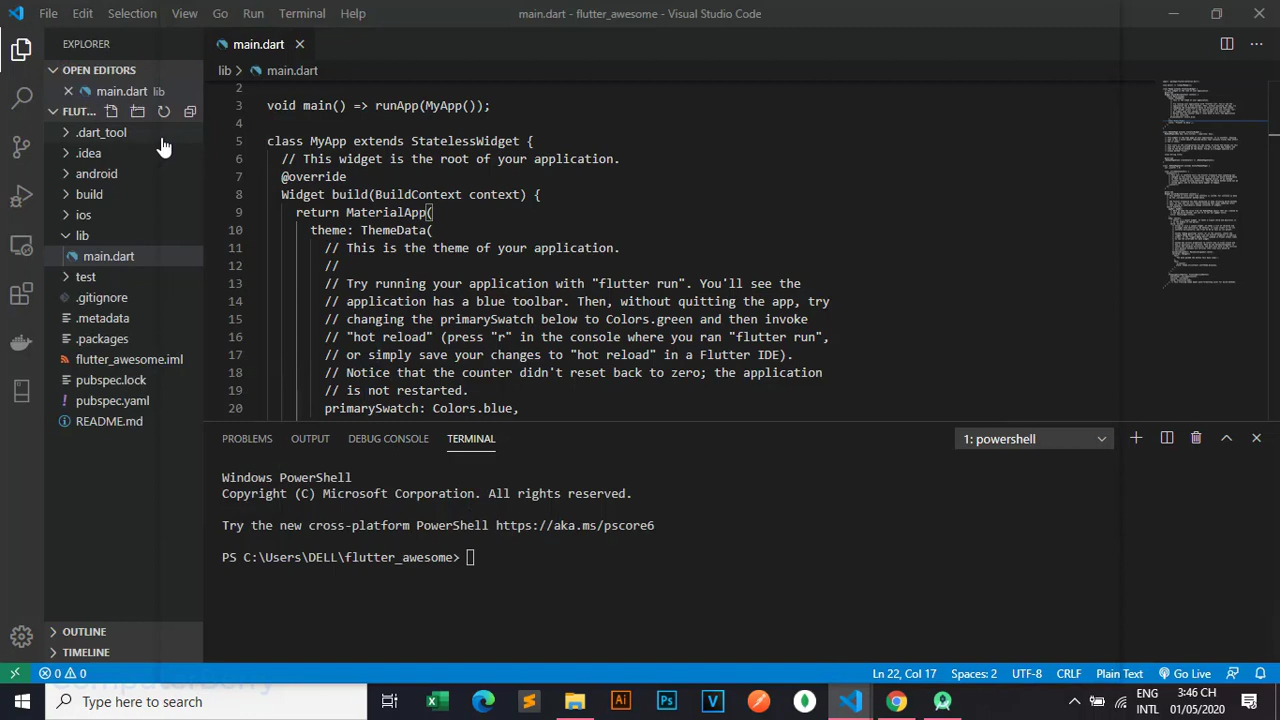 File Edit Selection View Go Run Terminal Help
main.dart - flutter_awesome - Visual Studio Code
EXPLORER
OPEN EDITORS
main.dart lib
FLUT...
.dart_tool
.idea
android
build
ios
lib
main.dart
test
.gitignore
.metadata
.packages
flutter_awesome.iml
pubspec.lock
pubspec.yaml
README.md
OUTLINE
TIMELINE
main.dart
lib > main.dart
2
3 void main() => runApp(MyApp());
4
5 class MyApp extends StatelessWidget {
6 // This widget is the root of your application.
7 @override
8 Widget build(BuildContext context) {
9 return MaterialApp(
10 theme: ThemeData(
11 // This is the theme of your application.
12 //
13 // Try running your application with "flutter run". You'll see the
14 // application has a blue toolbar. Then, without quitting the app, try
15 // changing the primarySwatch below to Colors.green and then invoke
16 // "hot reload" (press "r" in the console where you ran "flutter run",
17 // or simply save your changes to "hot reload" in a Flutter IDE).
18 // Notice that the counter didn't reset back to zero; the application
19 // is not restarted.
20 primarySwatch: Colors.blue,
PROBLEMS OUTPUT DEBUG CONSOLE TERMINAL
1: powershell
Windows PowerShell
Copyright (C) Microsoft Corporation. All rights reserved.
Try the new cross-platform PowerShell https://aka.ms/pscore6
PS C:\Users\DELL\flutter_awesome>
0 0
Ln 22, Col 17 Spaces: 2 UTF-8 CRLF Plain Text Go Live
Type here to search
Ai
Ps
V
ENG
INTL
3:46 CH
01/05/2020